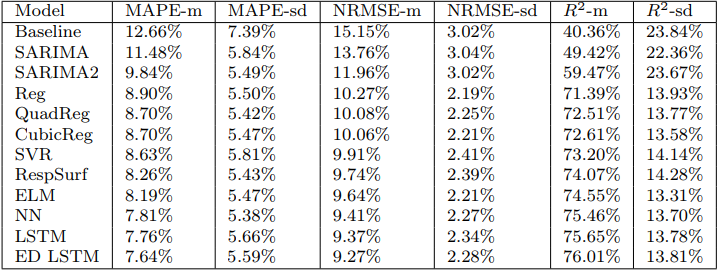 Model MAPE-m MAPE-sd NRMSE-m NRMSE-sd R²-m R²-sd
Baseline 12.66% 7.39% 15.15% 3.02% 40.36% 23.84%
SARIMA 11.48% 5.84% 13.76% 3.04% 49.42% 22.36%
SARIMA2 9.84% 5.49% 11.96% 3.02% 59.47% 23.67%
Reg 8.90% 5.50% 10.27% 2.19% 71.39% 13.93%
QuadReg 8.70% 5.42% 10.08% 2.25% 72.51% 13.77%
CubicReg 8.70% 5.47% 10.06% 2.21% 72.61% 13.58%
SVR 8.63% 5.81% 9.91% 2.41% 73.20% 14.14%
RespSurf 8.26% 5.43% 9.74% 2.39% 74.07% 14.28%
ELM 8.19% 5.47% 9.64% 2.21% 74.55% 13.31%
NN 7.81% 5.38% 9.41% 2.27% 75.46% 13.70%
LSTM 7.76% 5.66% 9.37% 2.34% 75.65% 13.78%
ED LSTM 7.64% 5.59% 9.27% 2.28% 76.01% 13.81%